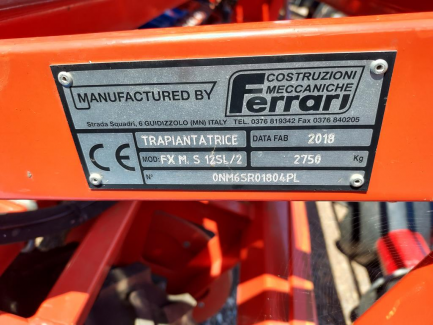 MANUFACTURED BY
COSTRUZIONI
MECCANICHE
Ferrari
Strada Squadri, 6 GUIDIZZOLO (MN) ITALY TEL. 0376 819342 Fax 0376 840205
CE
TRAPIANTATRICE DATA FAB 2018
MOD: FX M. S 12SL/2 2750 Kg
N° 0NM6SR01804PL